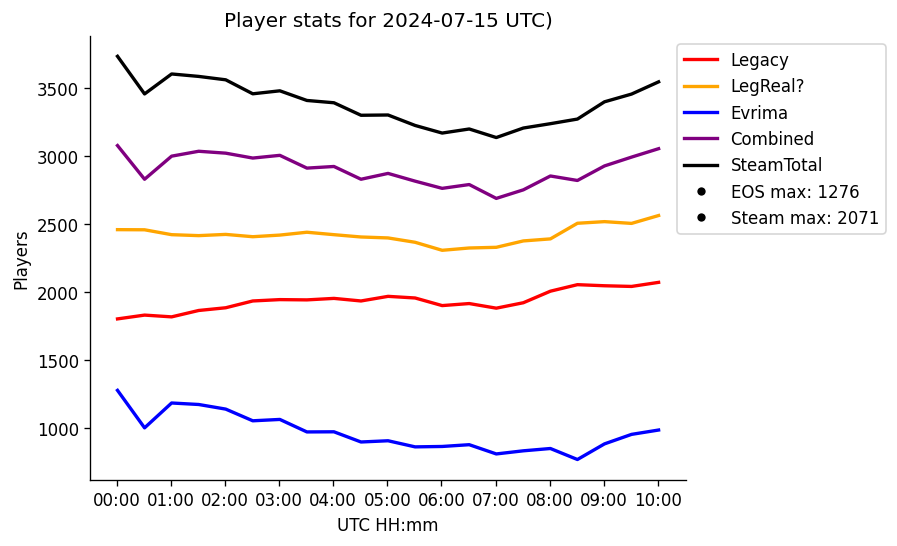 Player stats for 2024-07-15 UTC)
Legacy
LegReal?
Evrima
Combined
SteamTotal
EOS max: 1276
Steam max: 2071
Players
3500
3000
2500
2000
1500
1000
00:00 01:00 02:00 03:00 04:00 05:00 06:00 07:00 08:00 09:00 10:00
UTC HH:mm